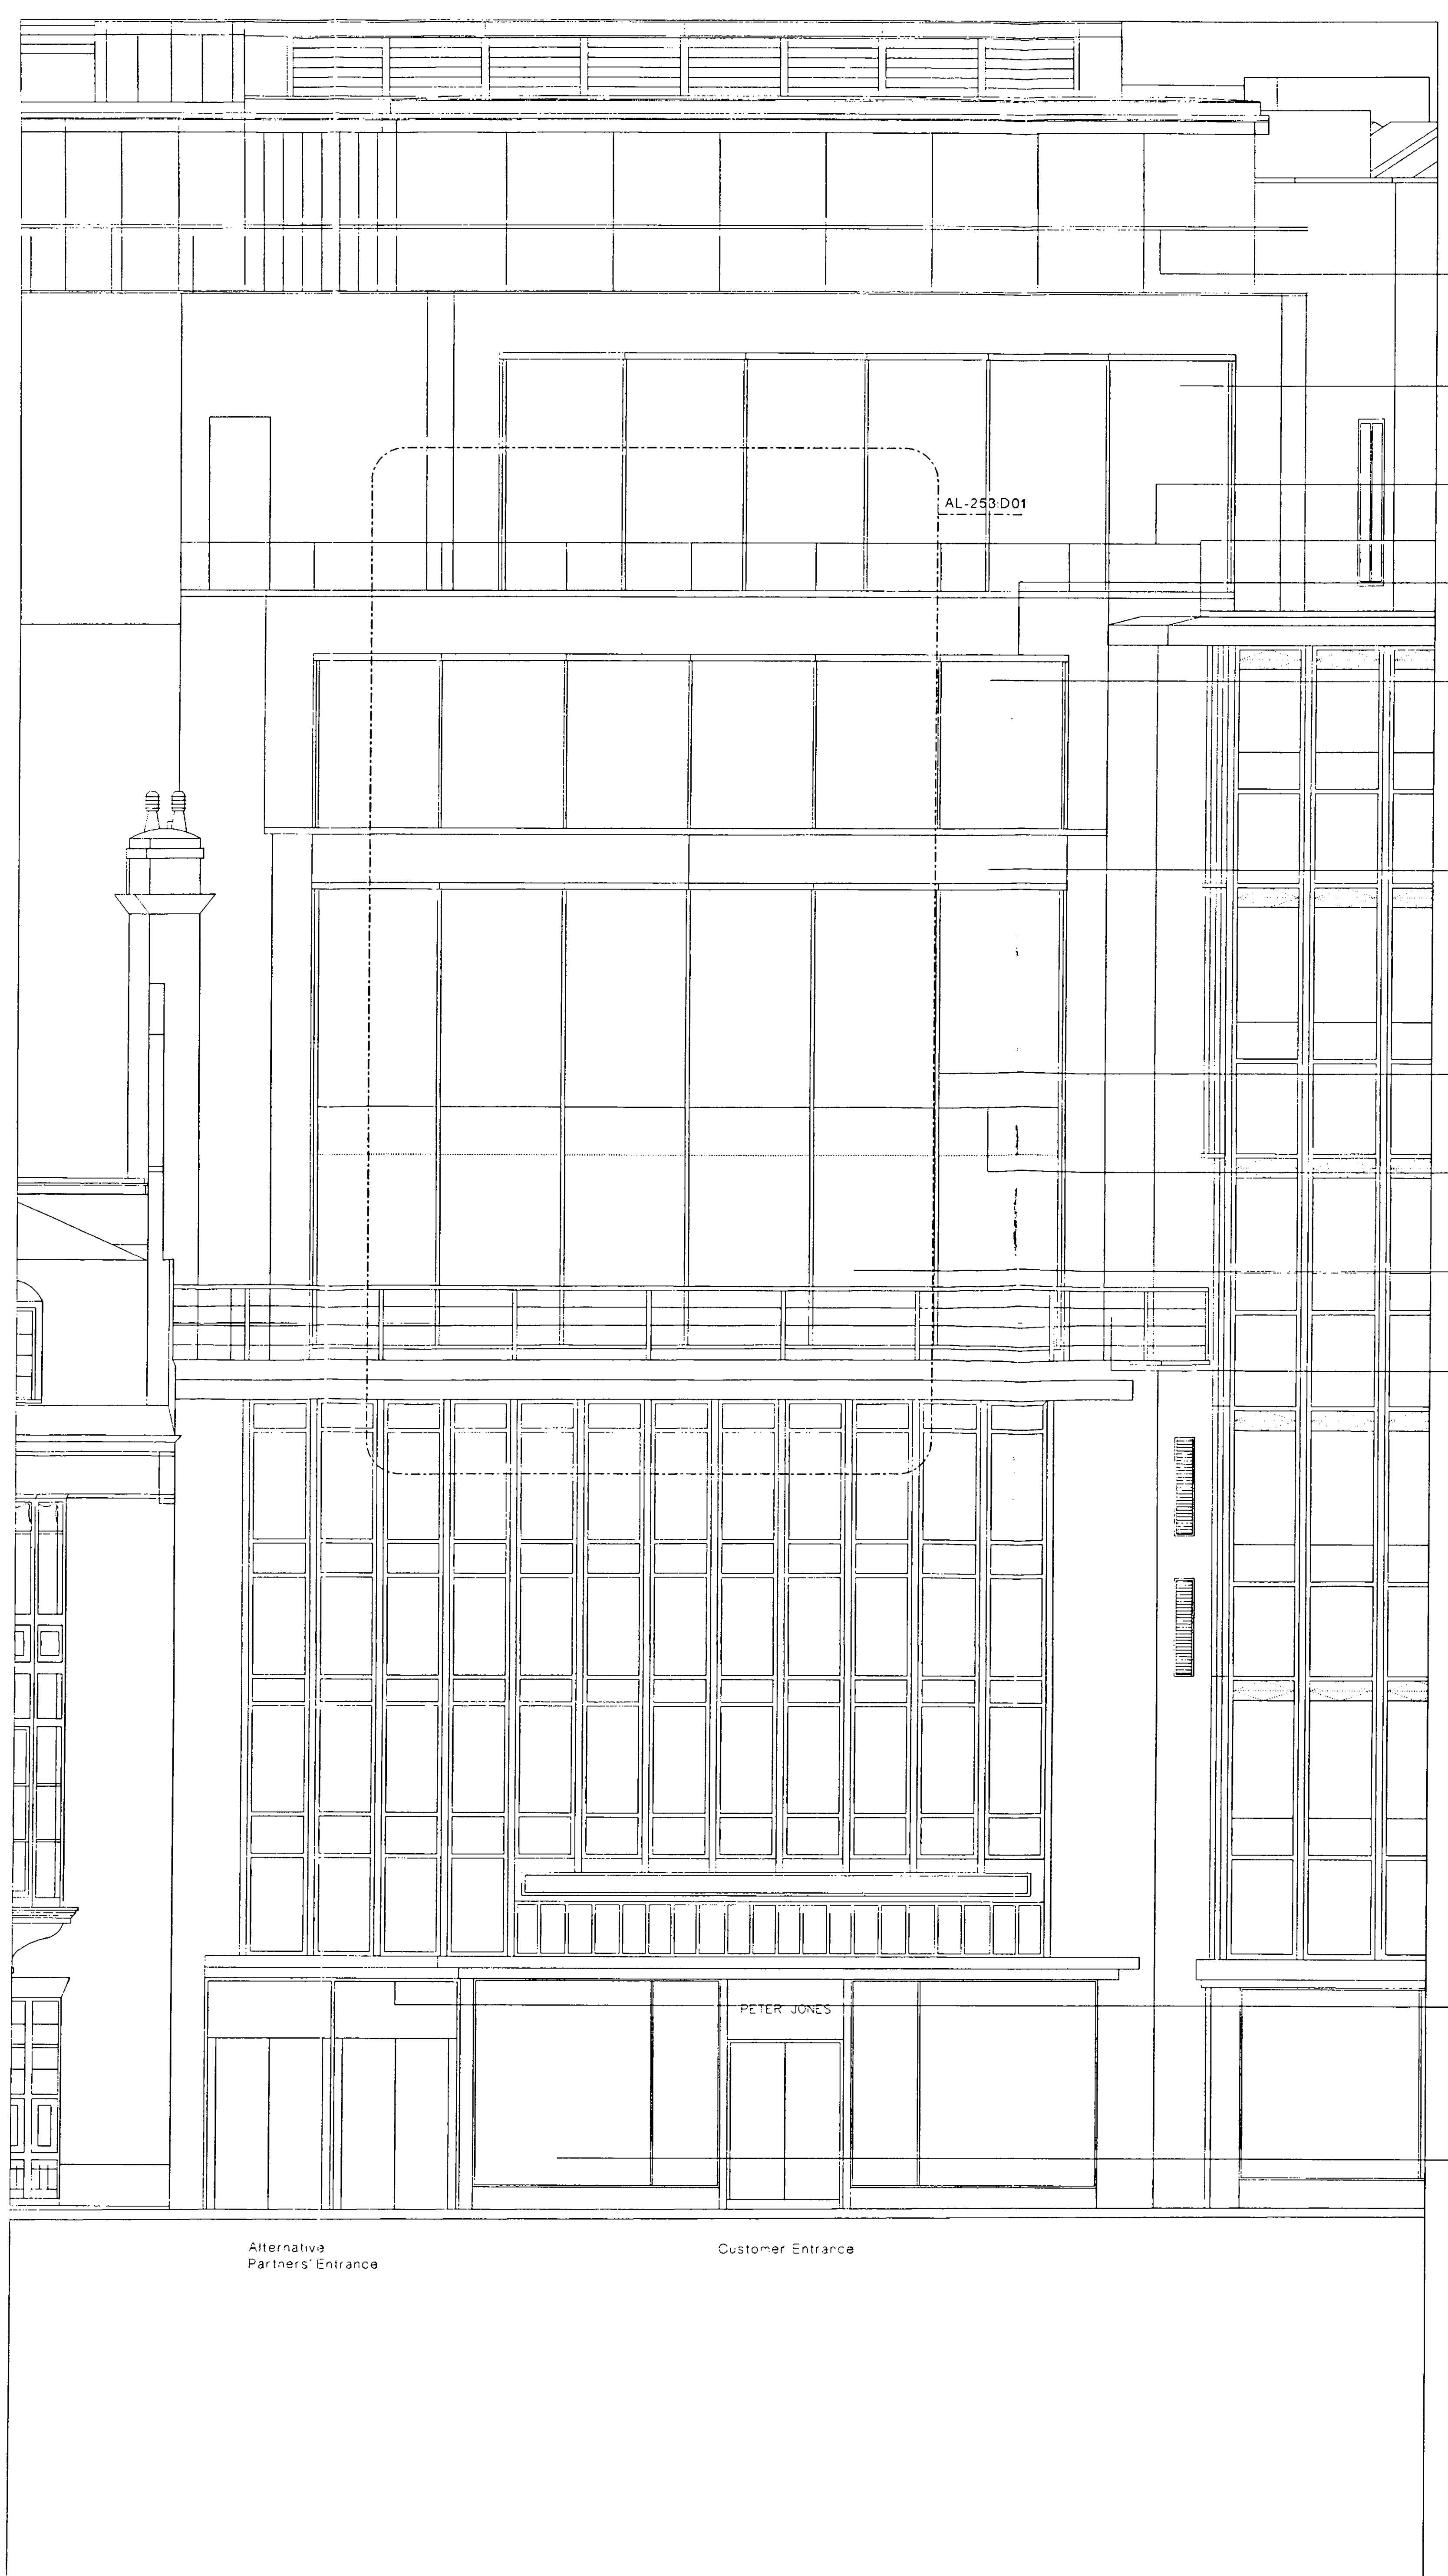 AL-253:D01
PETER JONES
Alternative
Partners' Entrance
Customer Entrance